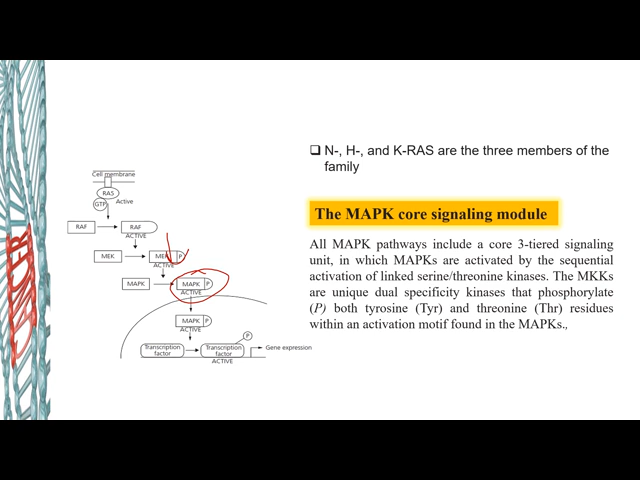 ❑ N-, H-, and K-RAS are the three members of the
family
The MAPK core signaling module
All MAPK pathways include a core 3-tiered signaling
unit, in which MAPKs are activated by the sequential
activation of linked serine/threonine kinases. The MKKs
are unique dual specificity kinases that phosphorylate
(P) both tyrosine (Tyr) and threonine (Thr) residues
within an activation motif found in the MAPKs.,
Cell membrane
RAS
GTP
Active
RAF
RAF
ACTIVE
MEK
MEK P
ACTIVE
MAPK
MAPK P
ACTIVE
MAPK P
ACTIVE
P
Transcription
factor
Transcription
factor
Gene expression
ACTIVE
CANCER